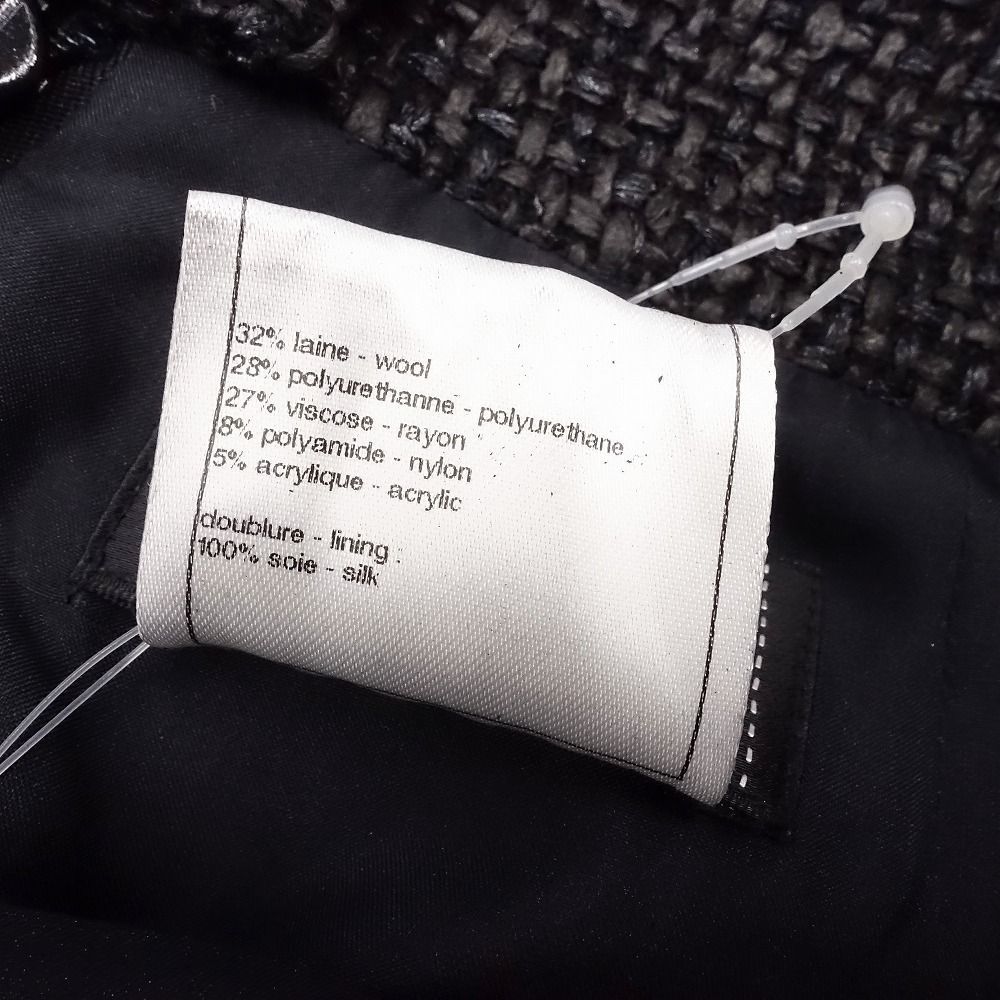 32% laine - wool
28% polyurethanne - polyurethane
27% viscose - rayon
8% polyamide - nylon
5% acrylique - acrylic
doublure - lining :
100% soie - silk